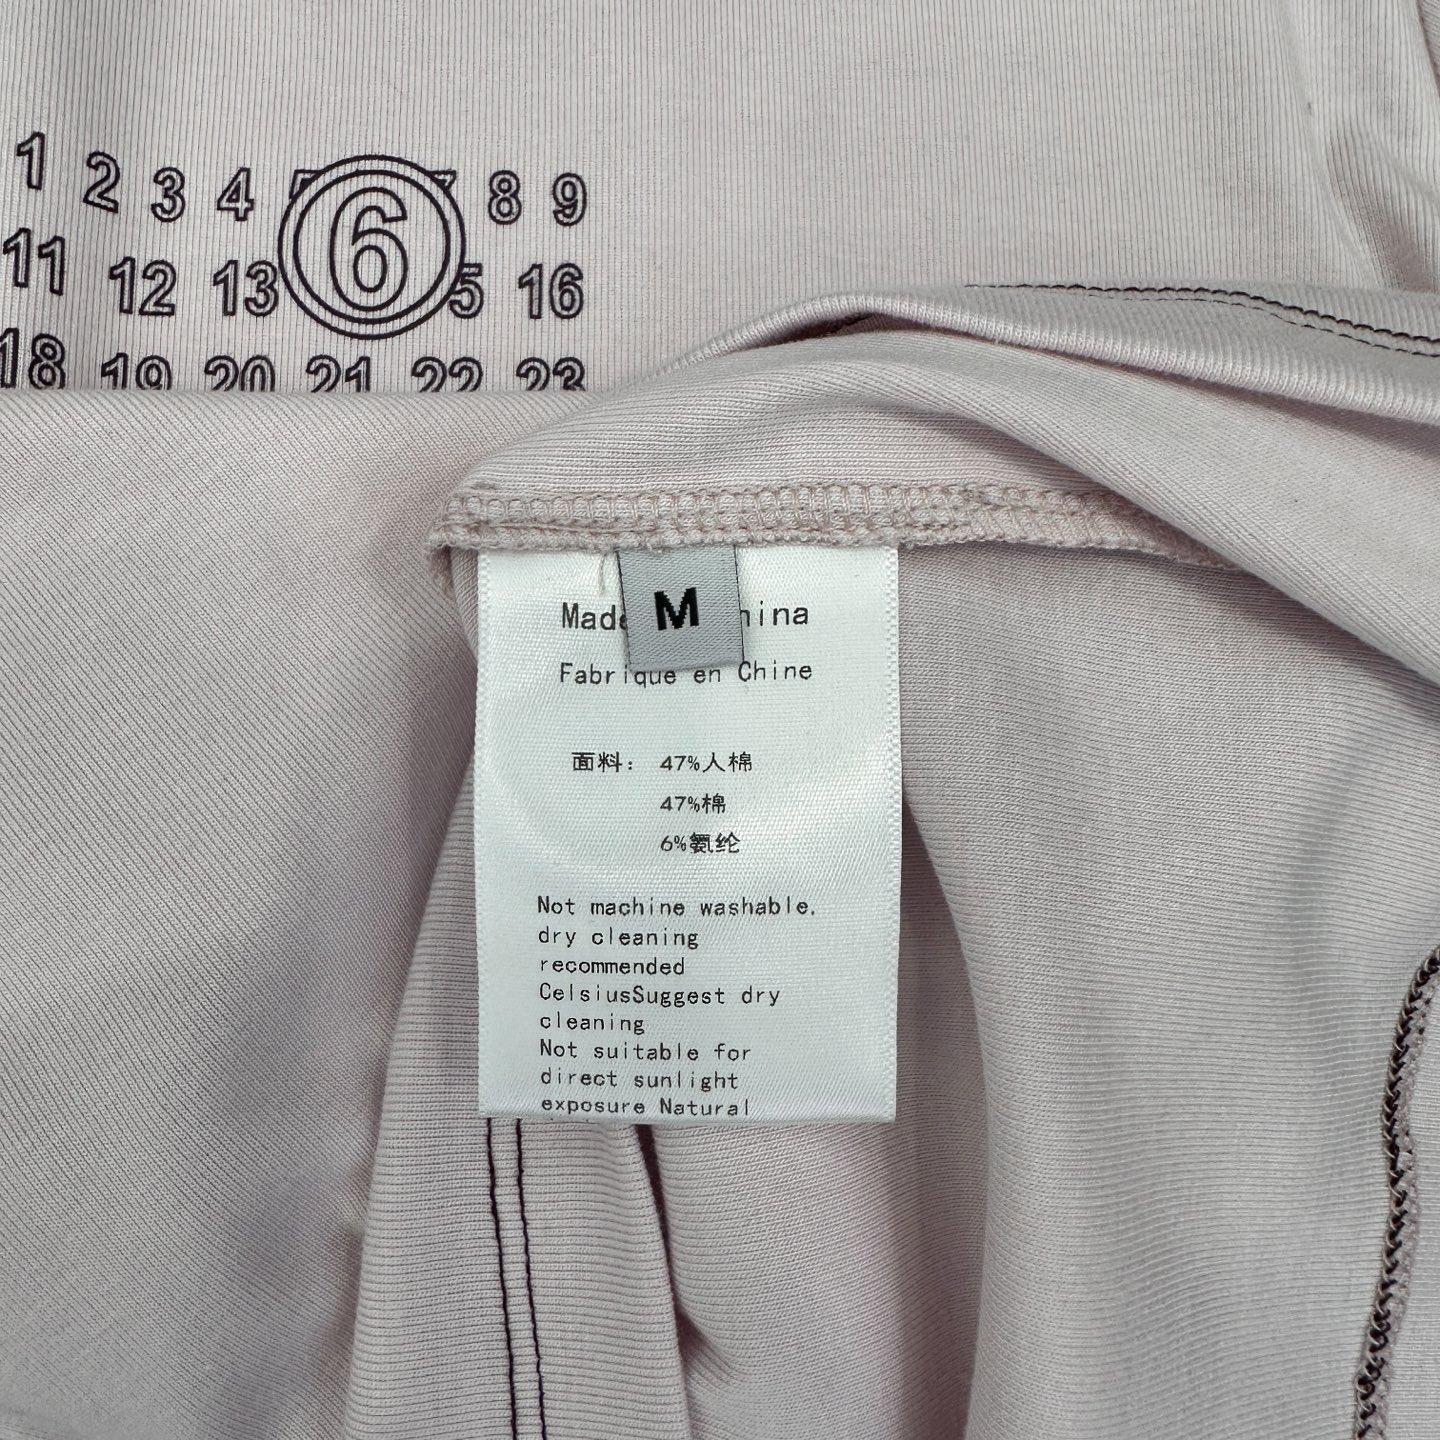 1 2 3 4 6 8 9
11 12 13 5 16
18 19 20 21 22 23
M
Fabrique en Chine
面料： 47%人棉
47%棉
6%氨纶
Not machine washable.
dry cleaning
recommended
CelsiusSuggest dry
cleaning
Not suitable for
direct sunlight
exposure Natural